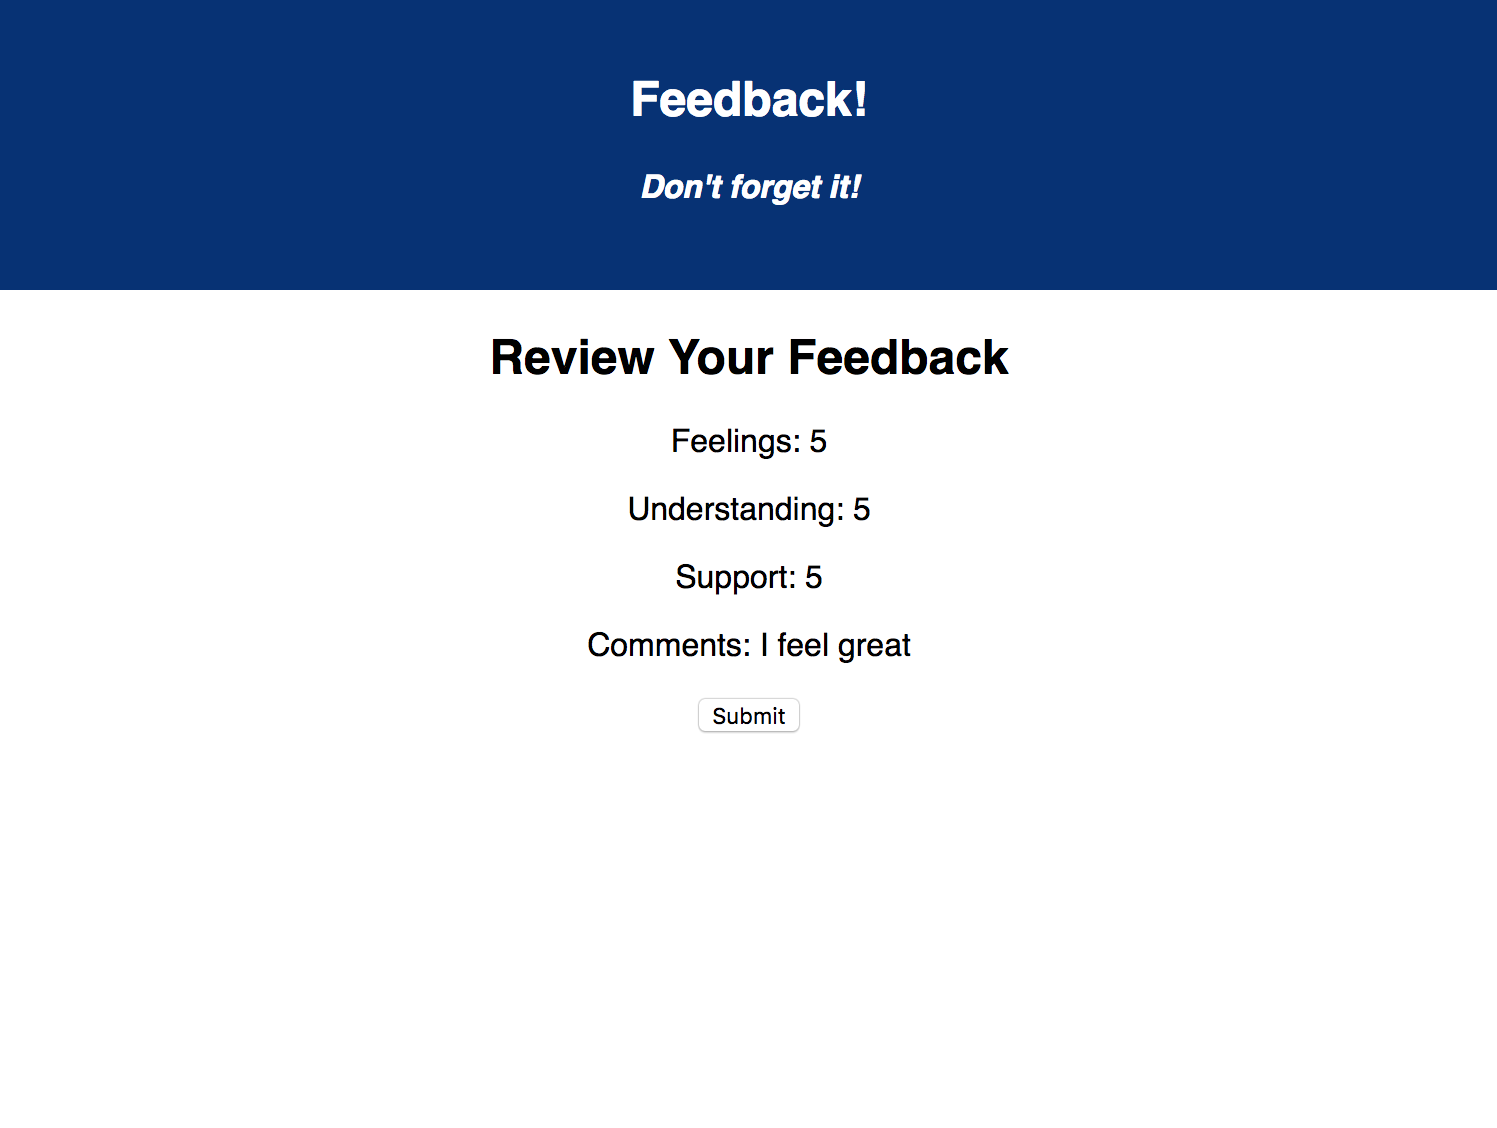 Feedback!
Don't forget it!
Review Your Feedback
Feelings: 5
Understanding: 5
Support: 5
Comments: I feel great
Submit